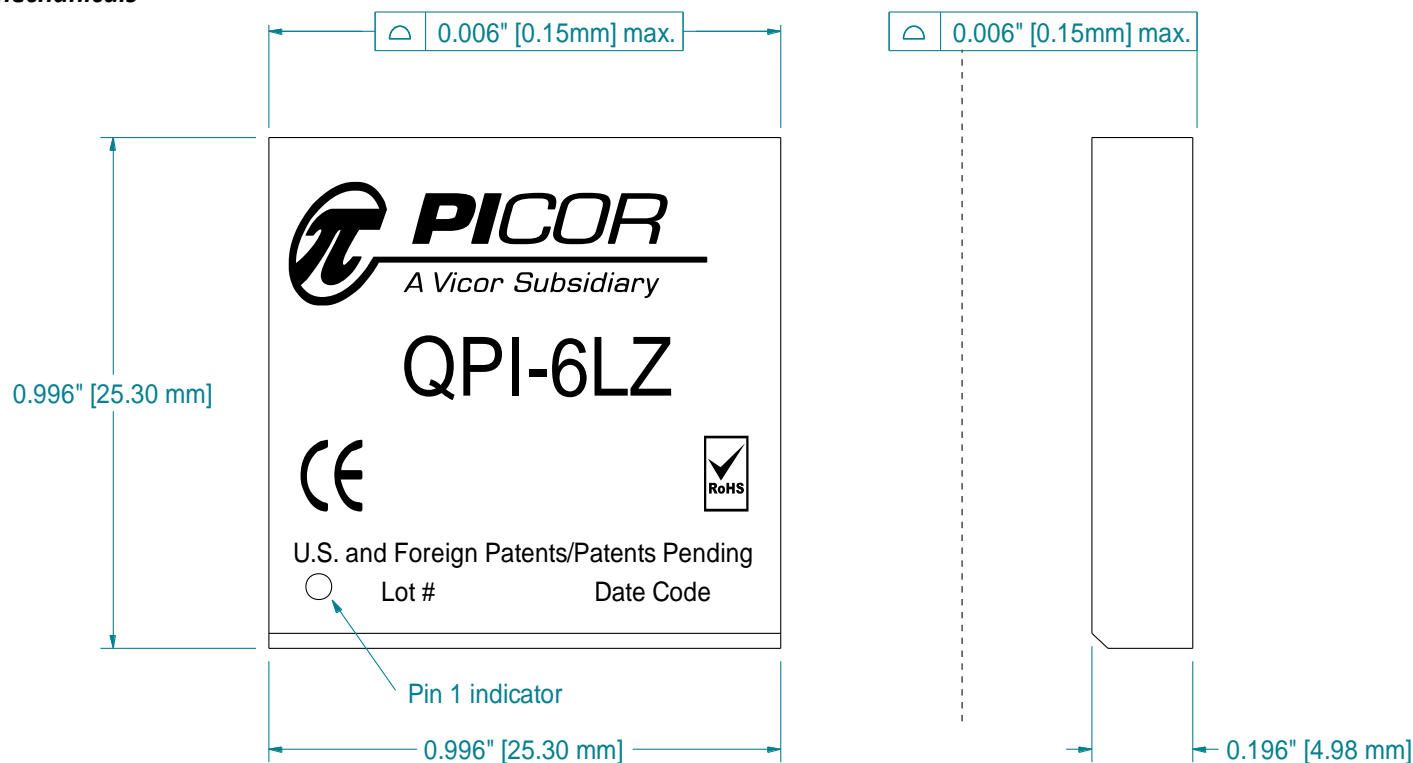 0.006" [0.15mm] max.
0.006" [0.15mm] max.
π PICOR
A Vicor Subsidiary
QPI-6LZ
0.996" [25.30 mm]
CE
RoHS
U.S. and Foreign Patents/Patents Pending
Lot # Date Code
Pin 1 indicator
0.996" [25.30 mm]
0.196" [4.98 mm]